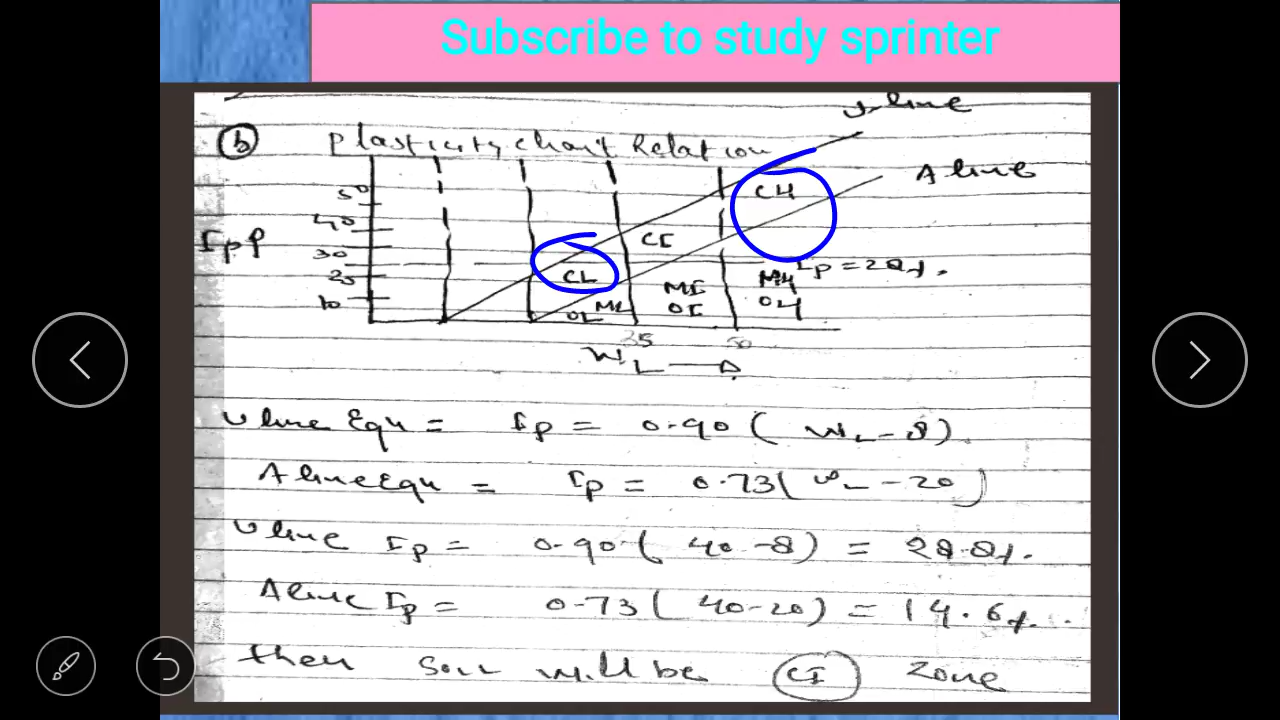 Subscribe to study sprinter
U-line
(b) Plasticity chart Relation
A line
50
CH
40
Ip↑
CI
30
Ip = 28%.
25
CL
MI
MH
10
ML
OL
OI
OH
35
50
WL →
U line Equ = Ip = 0.90 ( WL - 8)
A line Equ = Ip = 0.73( WL - 20)
U line Ip = 0.90 ( 40 - 8) = 28.8%.
A line Ip = 0.73 ( 40-20) = 14.6%...
then soil will be CI zone